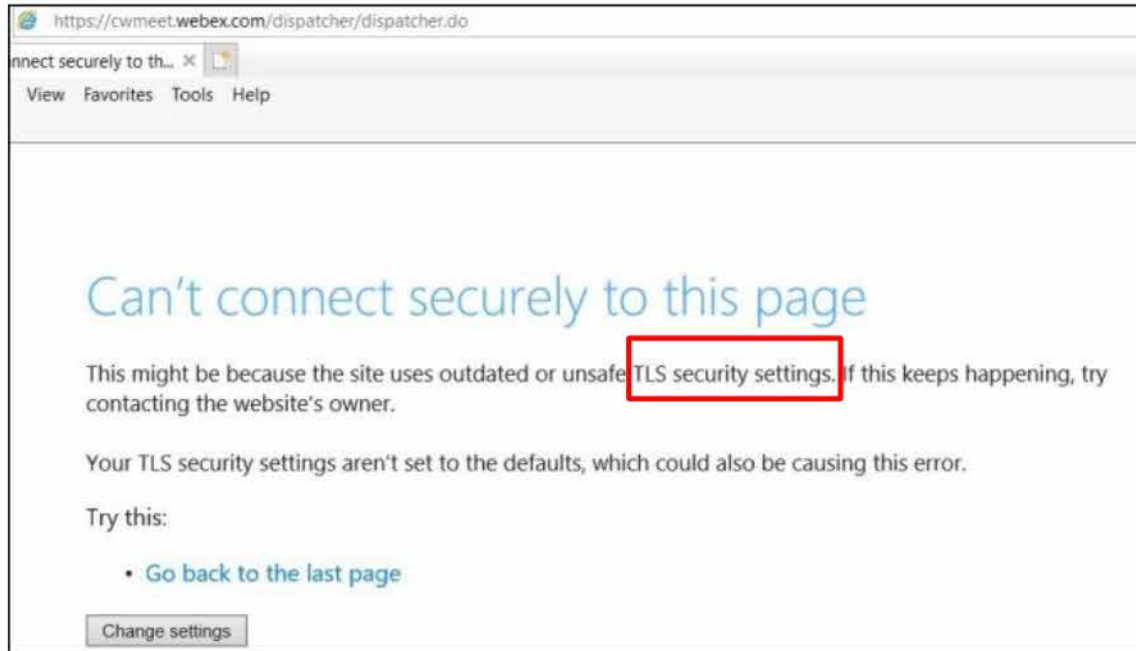 https://cwmeet.webex.com/dispatcher/dispatcher.do
nnect securely to th...
View Favorites Tools Help
Can't connect securely to this page
This might be because the site uses outdated or unsafe TLS security settings. If this keeps happening, try
contacting the website's owner.
Your TLS security settings aren't set to the defaults, which could also be causing this error.
Try this:
• Go back to the last page
Change settings